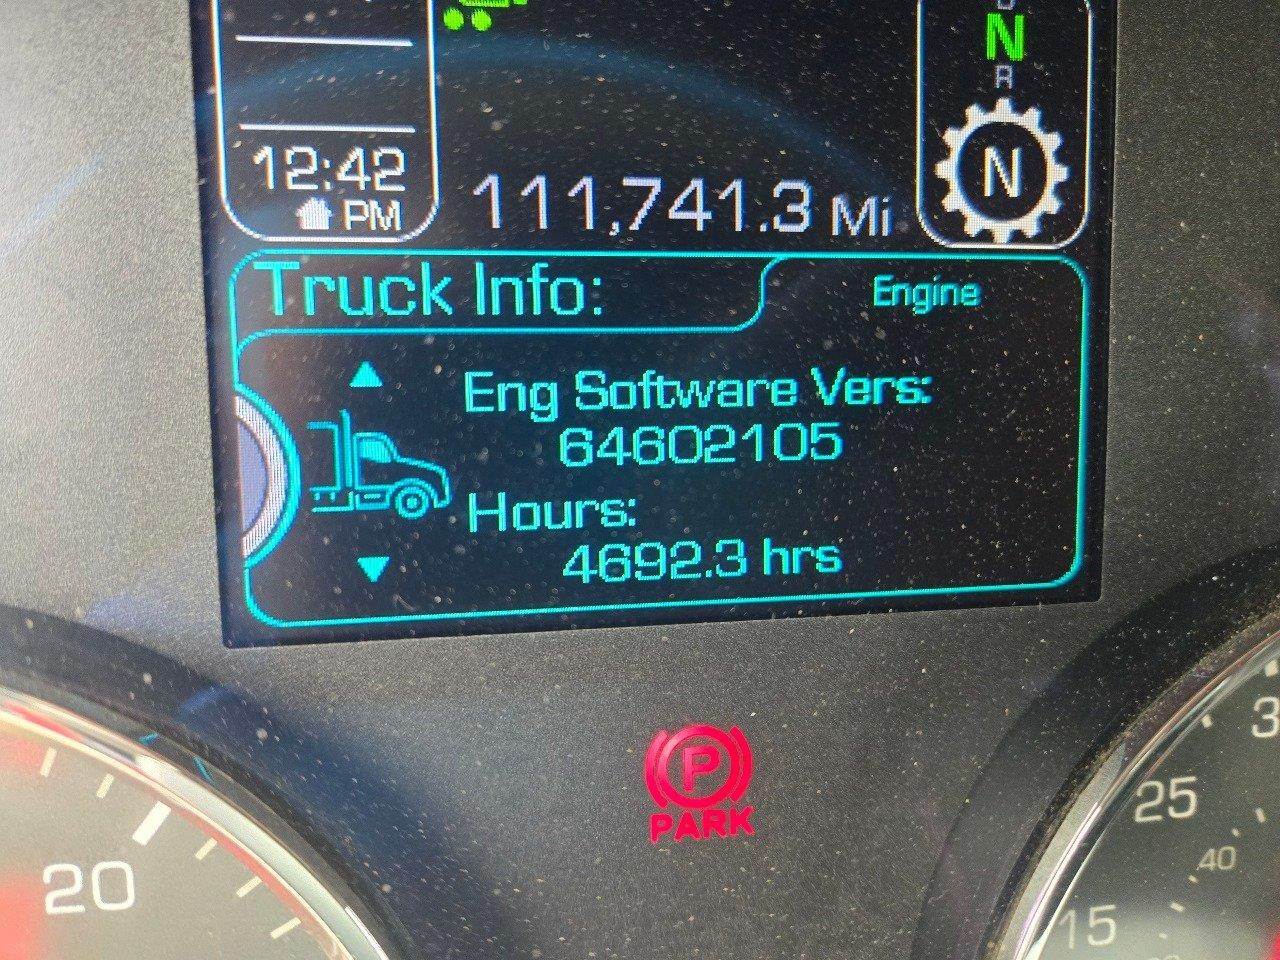 N
R
12:42
PM
111,741.3 Mi
N
Truck Info:
Engine
Eng Software Vers:
64602105
Hours:
4692.3 hrs
P
PARK
20
25
40
15